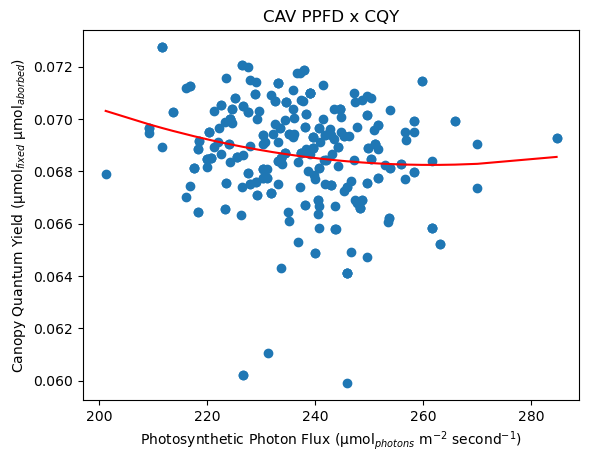 CAV PPFD x CQY
Canopy Quantum Yield (μmol_fixed μmol_aborbed)
0.072
0.070
0.068
0.066
0.064
0.062
0.060
200 220 240 260 280
Photosynthetic Photon Flux (μmol_photons m⁻² second⁻¹)